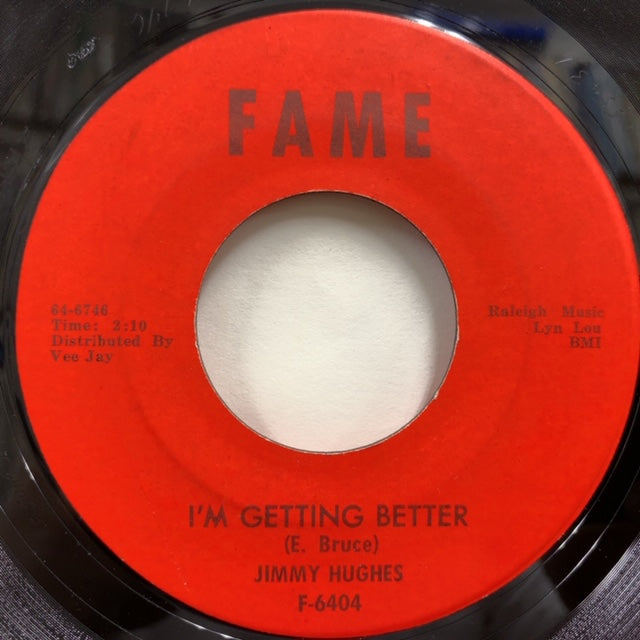 FAME
64-6746
Time: 2:10
Distributed By
Vee Jay
Raleigh Music
Lyn Lou
BMI
I'M GETTING BETTER
(E. Bruce)
JIMMY HUGHES
F-6404